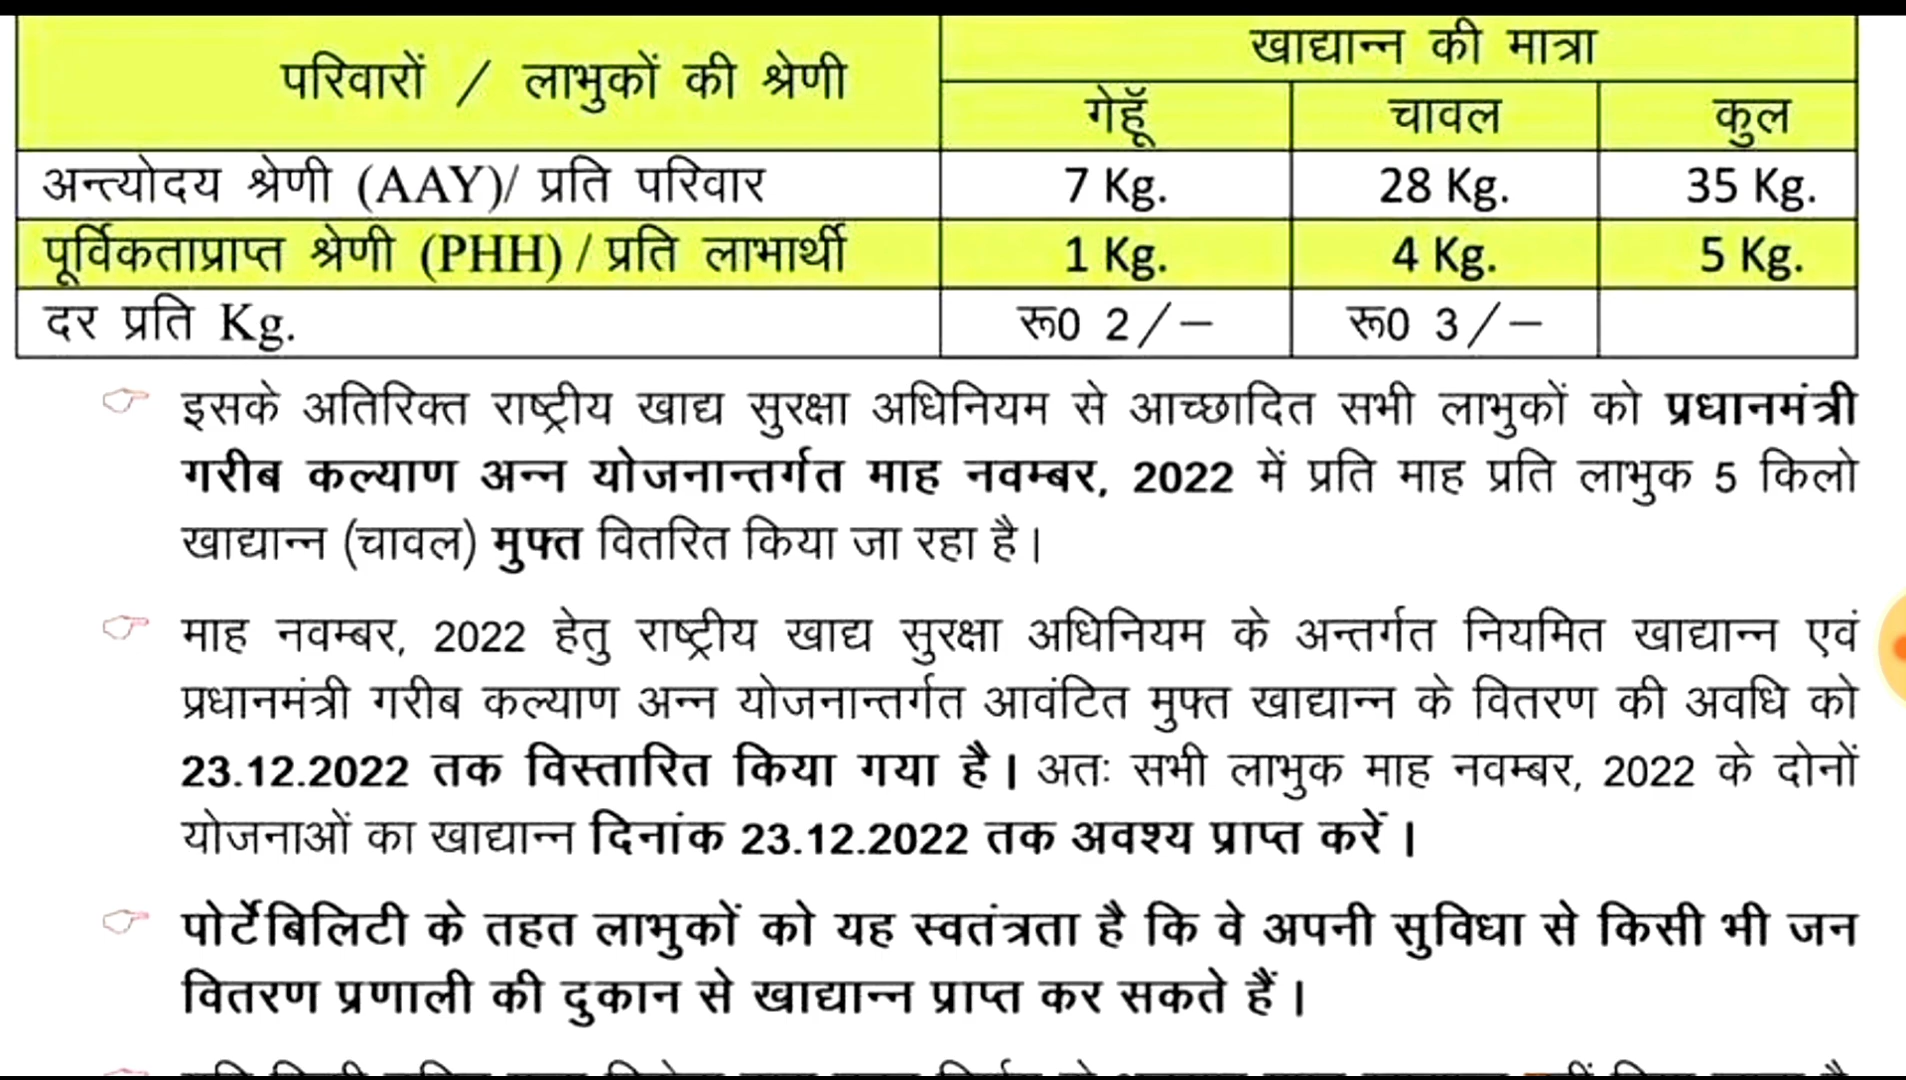 परिवारों / लाभुकों की श्रेणी
खाद्यान्न की मात्रा
गेहूँ चावल कुल
अन्त्योदय श्रेणी (AAY)/ प्रति परिवार 7 Kg. 28 Kg. 35 Kg.
पूर्विकताप्राप्त श्रेणी (PHH) / प्रति लाभार्थी 1 Kg. 4 Kg. 5 Kg.
दर प्रति Kg. रू0 2/– रू0 3/–
इसके अतिरिक्त राष्ट्रीय खाद्य सुरक्षा अधिनियम से आच्छादित सभी लाभुकों को प्रधानमंत्री
गरीब कल्याण अन्न योजनान्तर्गत माह नवम्बर, 2022 में प्रति माह प्रति लाभुक 5 किलो
खाद्यान्न (चावल) मुफ्त वितरित किया जा रहा है।
माह नवम्बर, 2022 हेतु राष्ट्रीय खाद्य सुरक्षा अधिनियम के अन्तर्गत नियमित खाद्यान्न एवं
प्रधानमंत्री गरीब कल्याण अन्न योजनान्तर्गत आवंटित मुफ्त खाद्यान्न के वितरण की अवधि को
23.12.2022 तक विस्तारित किया गया है। अतः सभी लाभुक माह नवम्बर, 2022 के दोनों
योजनाओं का खाद्यान्न दिनांक 23.12.2022 तक अवश्य प्राप्त करें।
पोर्टेबिलिटी के तहत लाभुकों को यह स्वतंत्रता है कि वे अपनी सुविधा से किसी भी जन
वितरण प्रणाली की दुकान से खाद्यान्न प्राप्त कर सकते हैं।